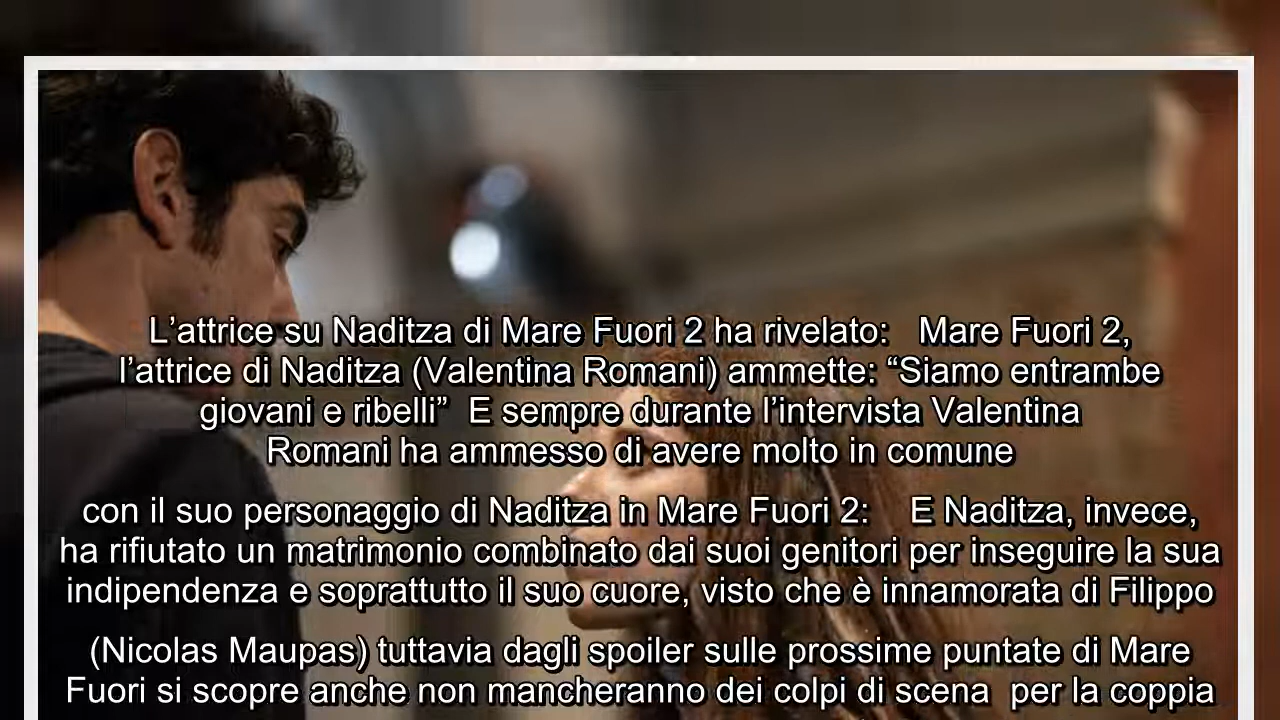 L’attrice su Naditza di Mare Fuori 2 ha rivelato:   Mare Fuori 2,
l’attrice di Naditza (Valentina Romani) ammette: “Siamo entrambe
giovani e ribelli”  E sempre durante l’intervista Valentina
Romani ha ammesso di avere molto in comune
con il suo personaggio di Naditza in Mare Fuori 2:    E Naditza, invece,
ha rifiutato un matrimonio combinato dai suoi genitori per inseguire la sua
indipendenza e soprattutto il suo cuore, visto che è innamorata di Filippo
(Nicolas Maupas) tuttavia dagli spoiler sulle prossime puntate di Mare
Fuori si scopre anche non mancheranno dei colpi di scena  per la coppia